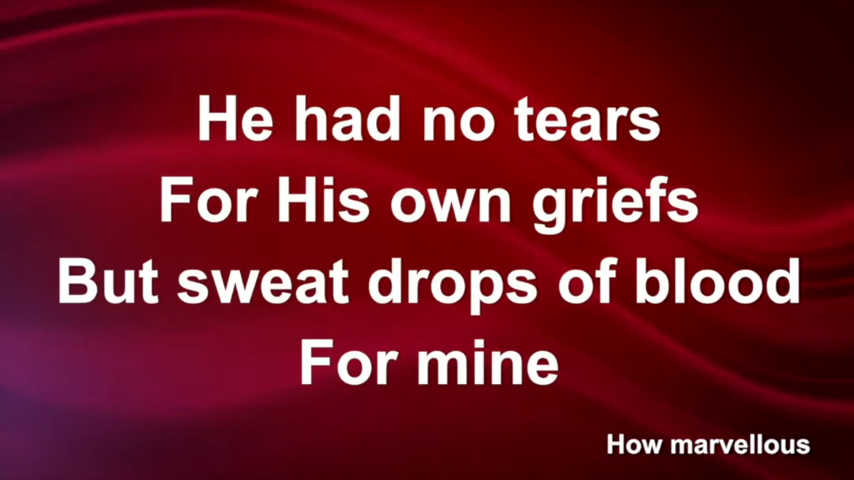 He had no tears
For His own griefs
But sweat drops of blood
For mine
How marvellous